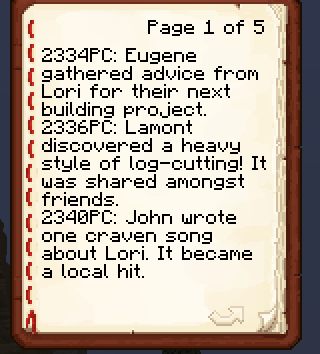 Page 1 of 5
2334PC: Eugene
gathered advice from
Lori for their next
building project.
2336PC: Lamont
discovered a heavy
style of log-cutting! It
was shared amongst
friends.
2340PC: John wrote
one craven song
about Lori. It became
a local hit.